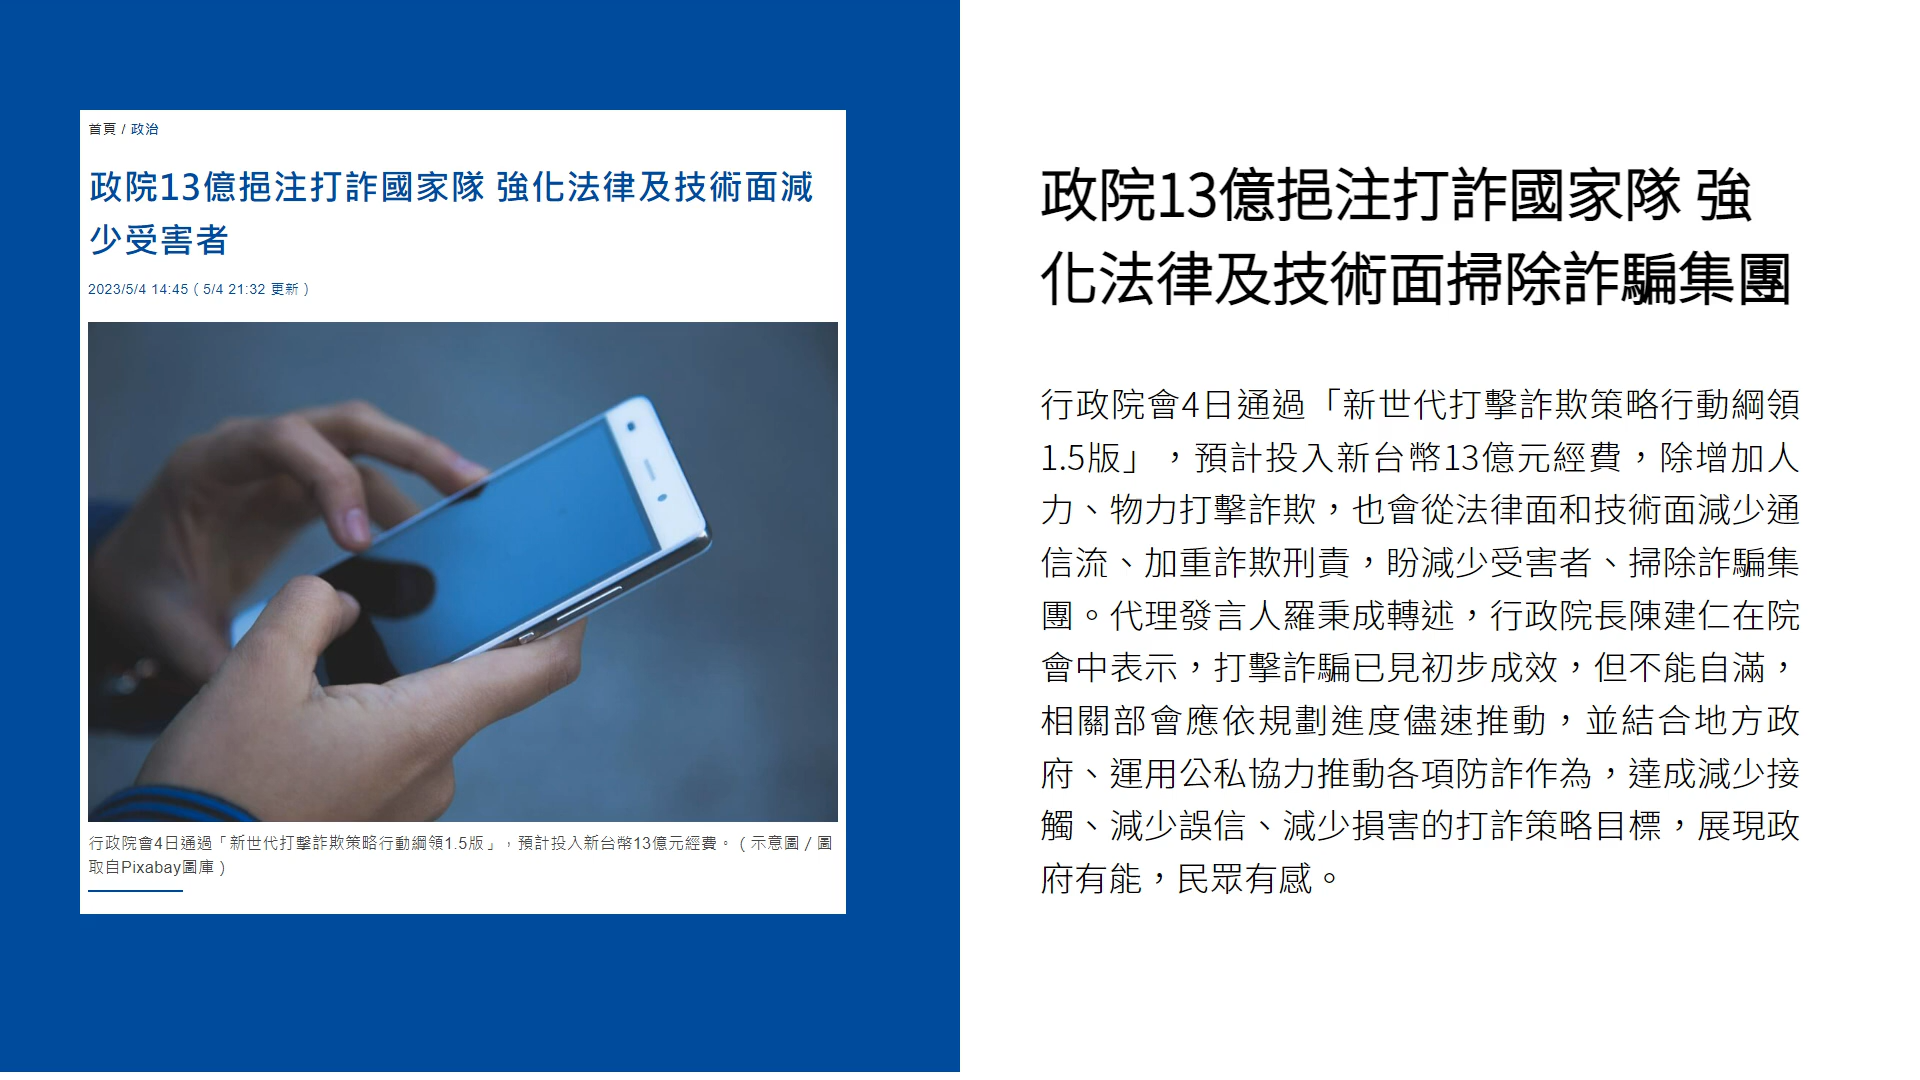 首頁 / 政治
政院13億挹注打詐國家隊 強化法律及技術面減
少受害者
2023/5/4 14:45（5/4 21:32 更新）
行政院會4日通過「新世代打擊詐欺策略行動綱領1.5版」，預計投入新台幣13億元經費。（示意圖／圖
取自Pixabay圖庫）
政院13億挹注打詐國家隊 強
化法律及技術面掃除詐騙集團
行政院會4日通過「新世代打擊詐欺策略行動綱領
1.5版」，預計投入新台幣13億元經費，除增加人
力、物力打擊詐欺，也會從法律面和技術面減少通
信流、加重詐欺刑責，盼減少受害者、掃除詐騙集
團。代理發言人羅秉成轉述，行政院長陳建仁在院
會中表示，打擊詐騙已見初步成效，但不能自滿，
相關部會應依規劃進度儘速推動，並結合地方政
府、運用公私協力推動各項防詐作為，達成減少接
觸、減少誤信、減少損害的打詐策略目標，展現政
府有能，民眾有感。